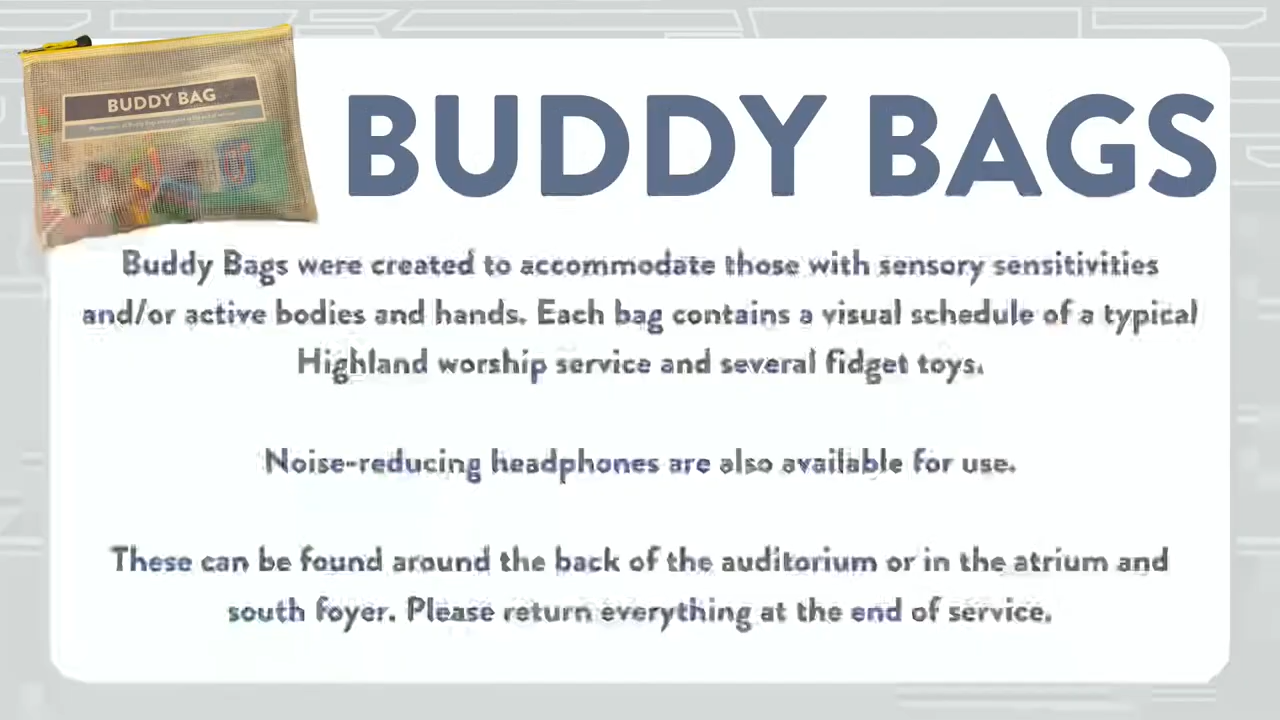 BUDDY BAG
BUDDY BAGS
Buddy Bags were created to accommodate those with sensory sensitivities
and/or active bodies and hands. Each bag contains a visual schedule of a typical
Highland worship service and several fidget toys.
Noise-reducing headphones are also available for use.
These can be found around the back of the auditorium or in the atrium and
south foyer. Please return everything at the end of service.